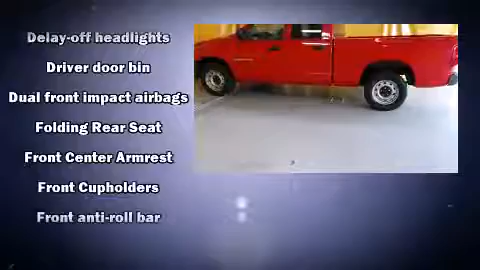 Delay-off headlights
Driver door bin
Dual front impact airbags
Folding Rear Seat
Front Center Armrest
Front Cupholders
Front anti-roll bar